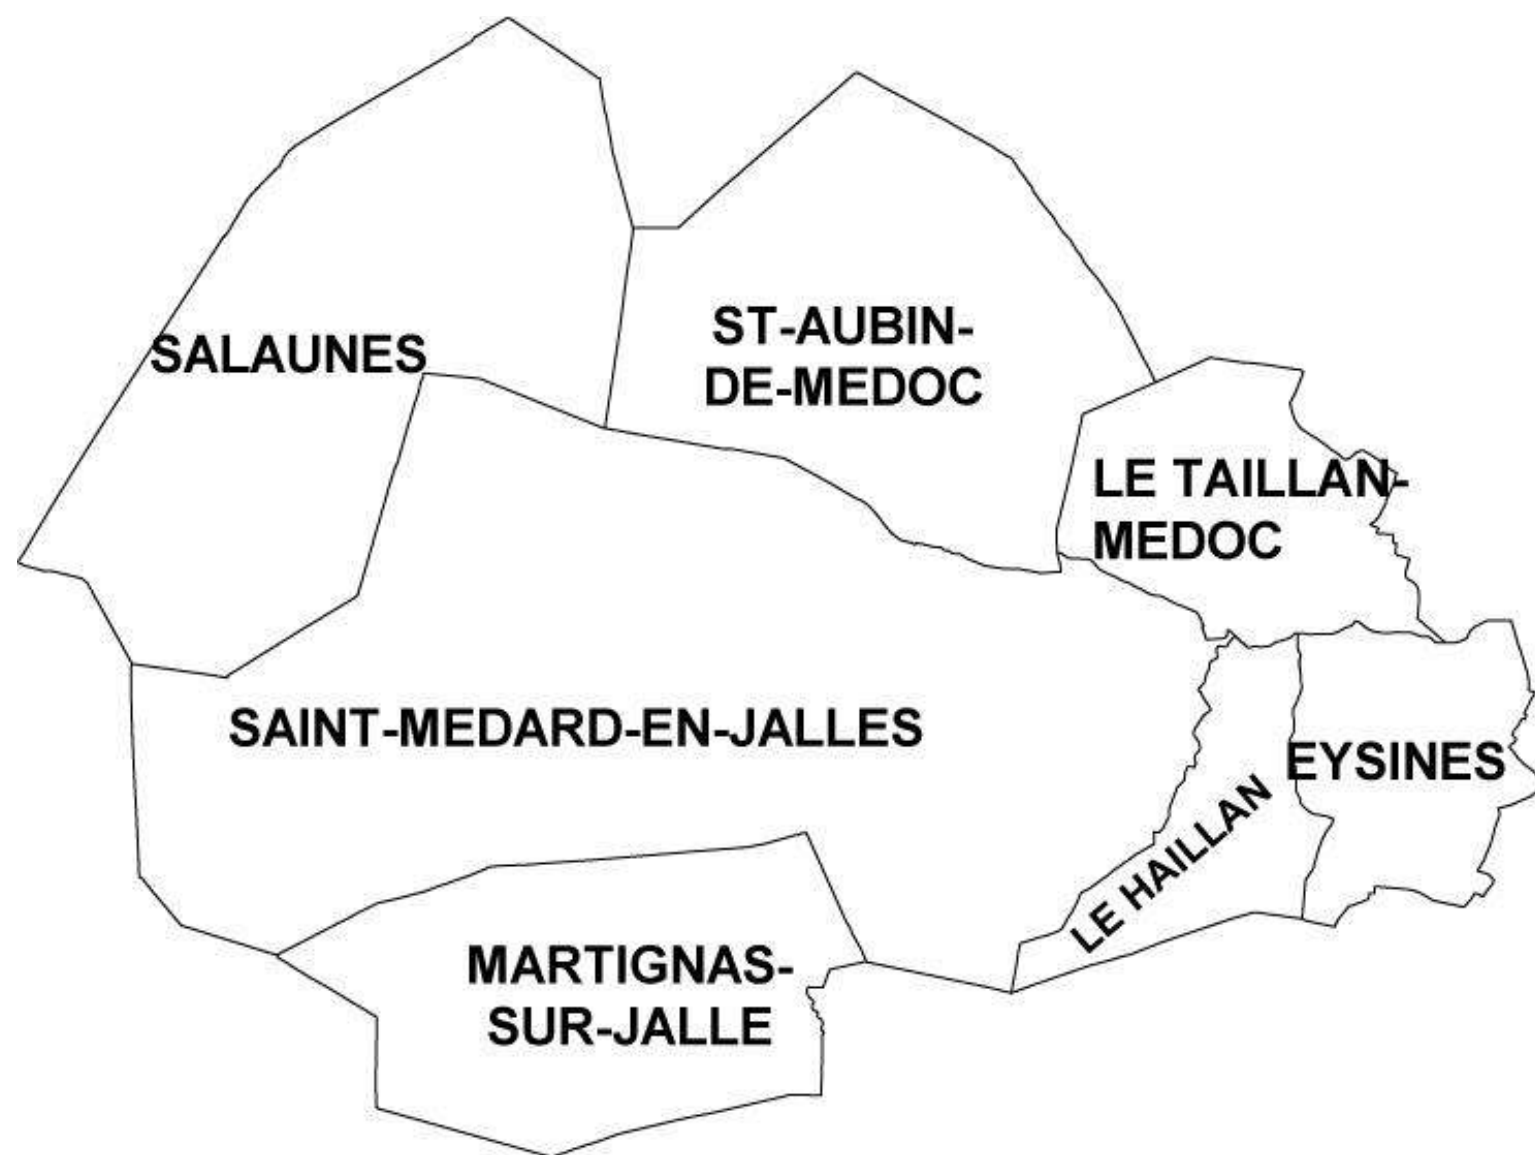 ST-AUBIN-
DE-MEDOC
SALAUNES
LE TAILLAN-
MEDOC
SAINT-MEDARD-EN-JALLES
EYSINES
LE HAILLAN
MARTIGNAS-
SUR-JALLE